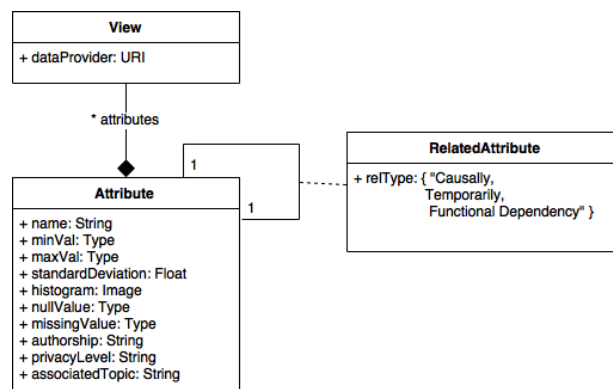 View
+ dataProvider: URI
* attributes
1
1
Attribute
+ name: String
+ minVal: Type
+ maxVal: Type
+ standardDeviation: Float
+ histogram: Image
+ nullValue: Type
+ missingValue: Type
+ authorship: String
+ privacyLevel: String
+ associatedTopic: String
RelatedAttribute
+ relType: { "Causally,
Temporarily,
Functional Dependency" }